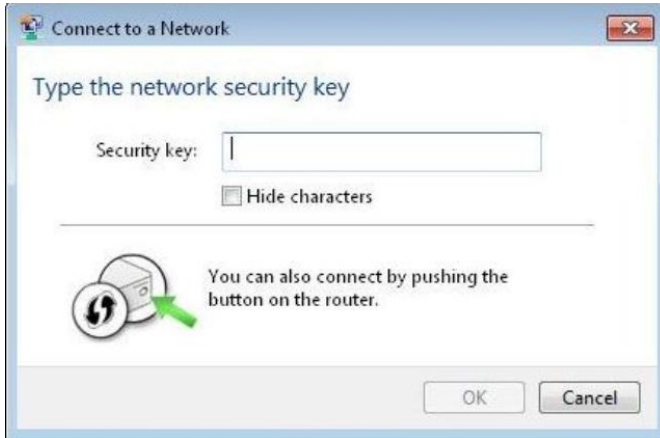 Connect to a Network
Type the network security key
Security key:
Hide characters
You can also connect by pushing the
button on the router.
OK
Cancel